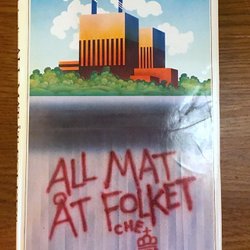 ALL MAT
ÅT FOLKET
CHE